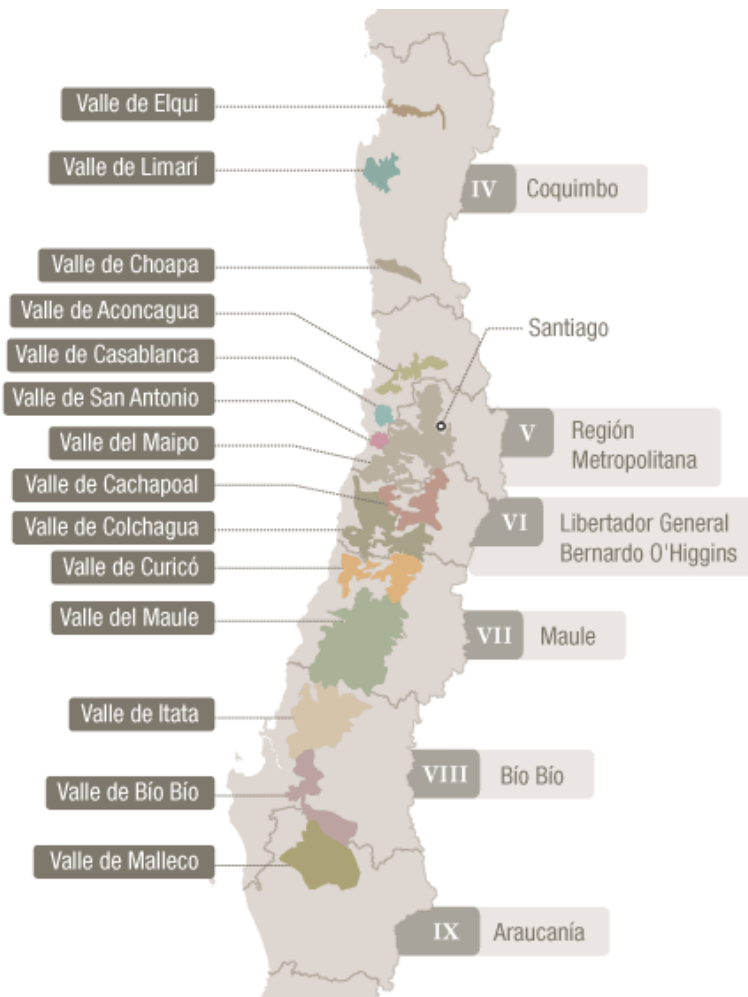 Valle de Elqui
Valle de Limarí
IV Coquimbo
Valle de Choapa
Valle de Aconcagua
Santiago
Valle de Casablanca
Valle de San Antonio
V Región
Metropolitana
Valle del Maipo
Valle de Cachapoal
VI Libertador General
Bernardo O'Higgins
Valle de Colchagua
Valle de Curicó
Valle del Maule
VII Maule
Valle de Itata
VIII Bío Bío
Valle de Bío Bío
Valle de Malleco
IX Araucanía